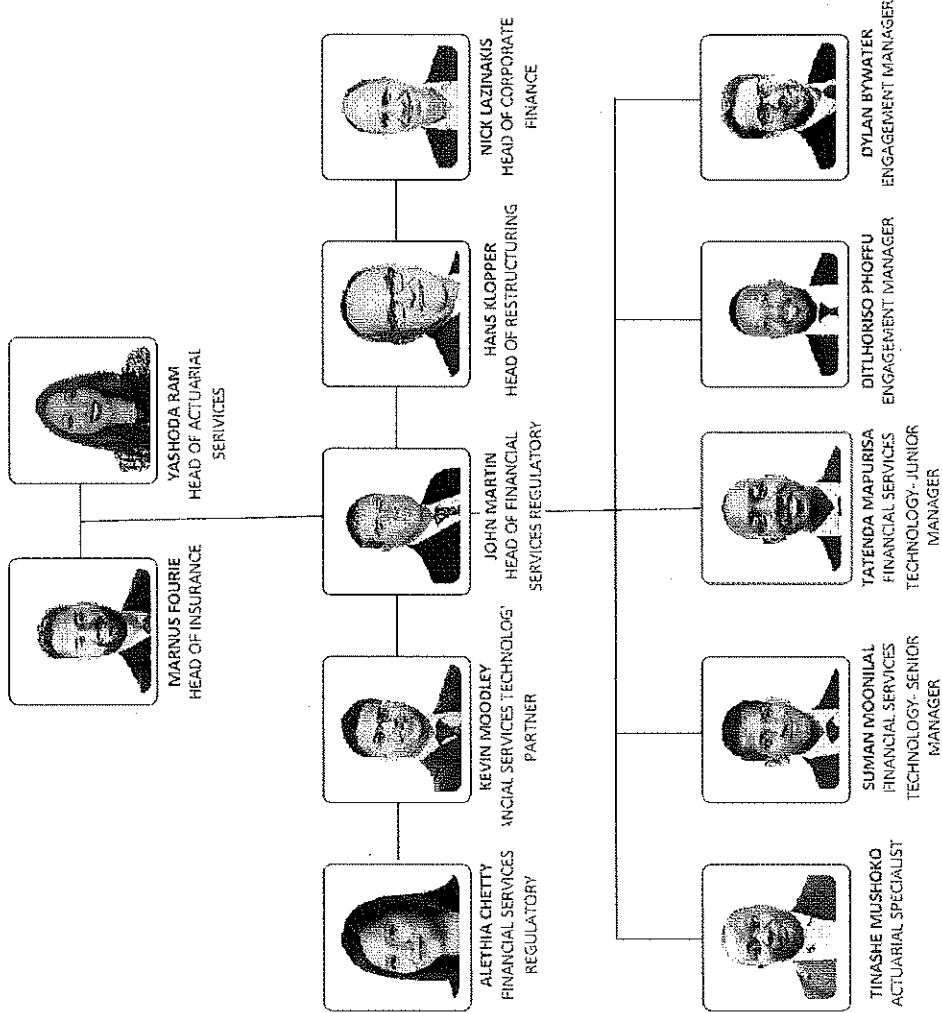 MARNUS FOURIE
HEAD OF INSURANCE
YASHODA RAM
HEAD OF ACTUARIAL
SERIVICES
ALETHIA CHETTY
FINANCIAL SERVICES
REGULATORY
KEVIN MOODLEY
ANCIAL SERVICES TECHNOLOGY
PARTNER
JOHN MARTIN
HEAD OF FINANCIAL
SERVICES REGULATORY
HANS KLOPPER
HEAD OF RESTRUCTURING
NICK LAZINAKIS
HEAD OF CORPORATE
FINANCE
TINASHE MUSHOKO
ACTUARIAL SPECIALIST
SUMAN MOONILAL
FINANCIAL SERVICES
TECHNOLOGY- SENIOR
MANAGER
TATENDA MAPURISA
FINANCIAL SERVICES
TECHNOLOGY- JUNIOR
MANAGER
DITLHORISO PHOFFU
ENGAGEMENT MANAGER
DYLAN BYWATER
ENGAGEMENT MANAGER